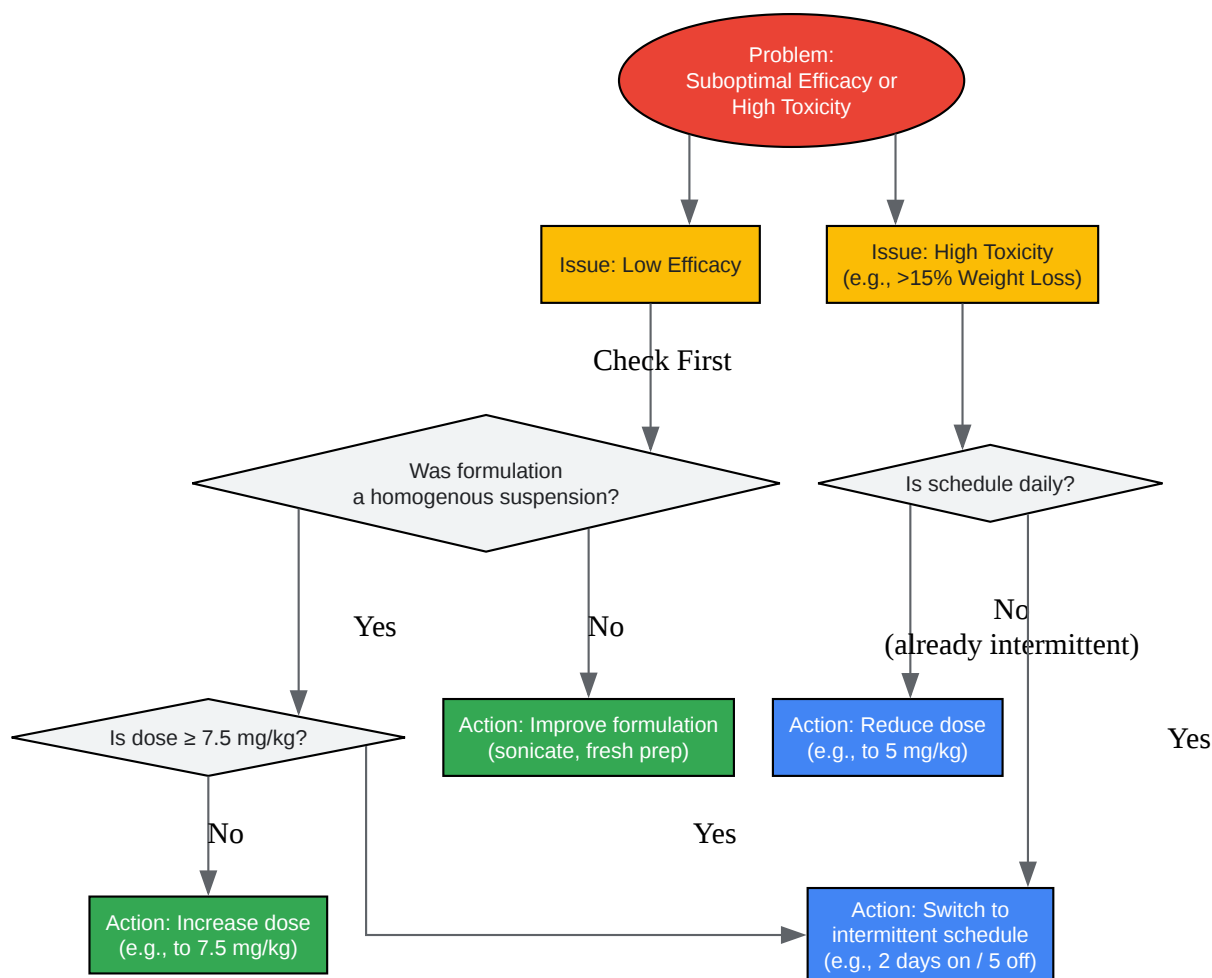 Problem:
Suboptimal Efficacy or
High Toxicity
Issue: Low Efficacy
Issue: High Toxicity
(e.g., >15% Weight Loss)
Check First
Was formulation
a homogenous suspension?
Is schedule daily?
Yes
No
No
(already intermittent)
Is dose ≥ 7.5 mg/kg?
Action: Improve formulation
(sonicate, fresh prep)
Action: Reduce dose
(e.g., to 5 mg/kg)
Yes
No
Yes
Action: Increase dose
(e.g., to 7.5 mg/kg)
Action: Switch to
intermittent schedule
(e.g., 2 days on / 5 off)